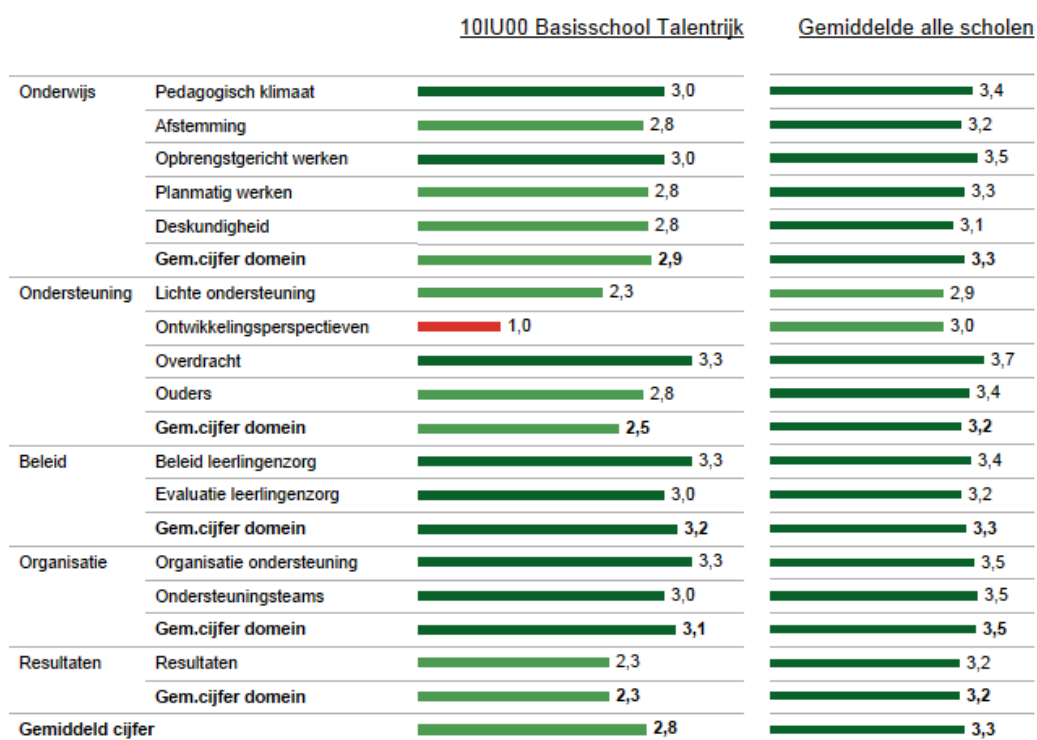 10IU00 Basisschool Talentrijk Gemiddelde alle scholen
Onderwijs Pedagogisch klimaat 3,0 3,4
Afstemming 2,8 3,2
Opbrengstgericht werken 3,0 3,5
Planmatig werken 2,8 3,3
Deskundigheid 2,8 3,1
Gem.cijfer domein 2,9 3,3
Ondersteuning Lichte ondersteuning 2,3 2,9
Ontwikkelingsperspectieven 1,0 3,0
Overdracht 3,3 3,7
Ouders 2,8 3,4
Gem.cijfer domein 2,5 3,2
Beleid Beleid leerlingenzorg 3,3 3,4
Evaluatie leerlingenzorg 3,0 3,2
Gem.cijfer domein 3,2 3,3
Organisatie Organisatie ondersteuning 3,3 3,5
Ondersteuningsteams 3,0 3,5
Gem.cijfer domein 3,1 3,5
Resultaten Resultaten 2,3 3,2
Gem.cijfer domein 2,3 3,2
Gemiddeld cijfer 2,8 3,3